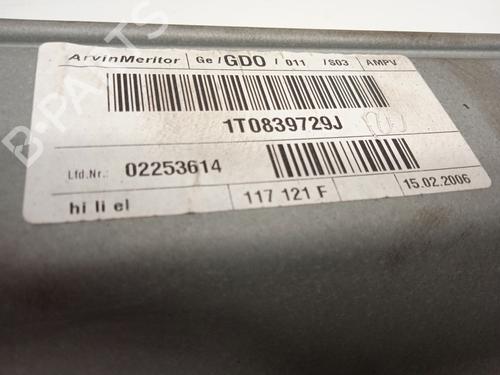 ArvinMeritor Ge/GDO/011/S03 AMPV
1T0839729J
Lfd.Nr.: 02253614
hi li el 117 121 F 15.02.2006
B-PARTS